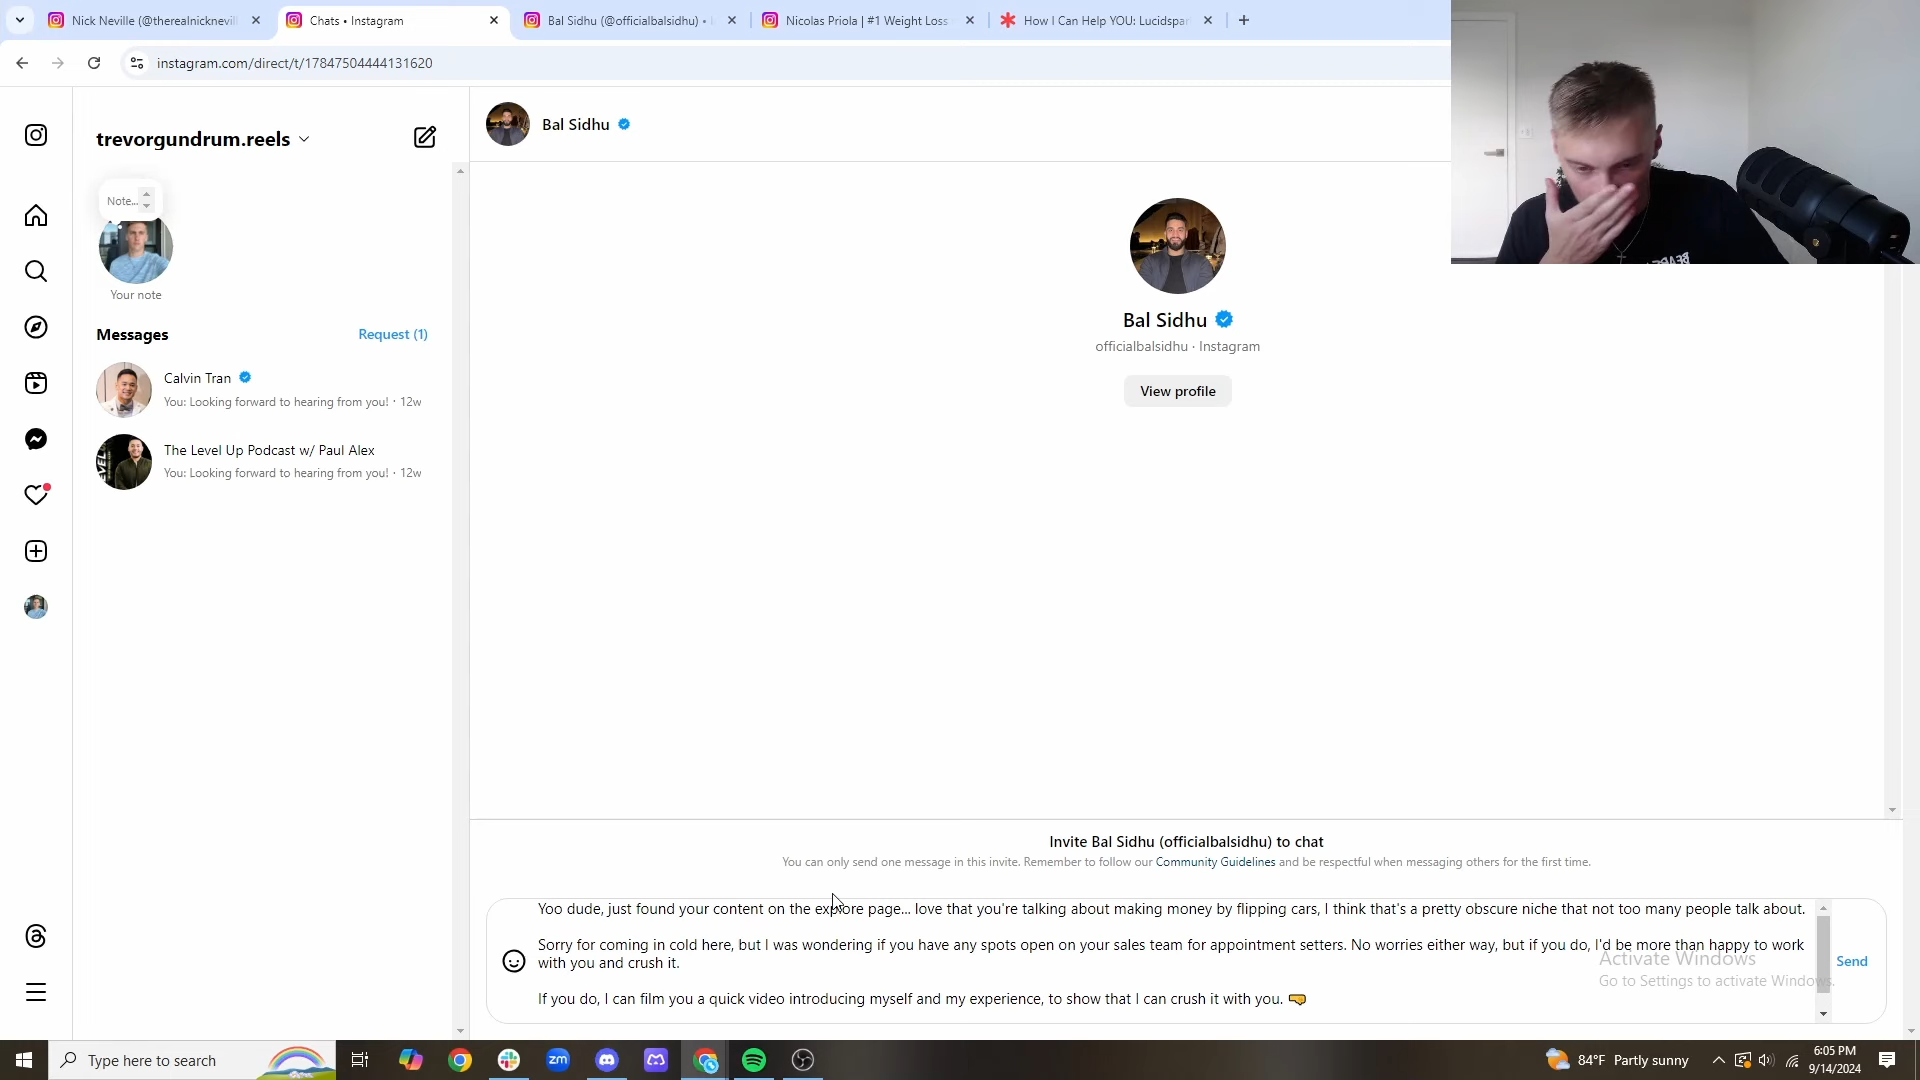 Nick Neville (@therealnicknevill
Chats • Instagram
Bal Sidhu (@officialbalsidhu) •
Nicolas Priola | #1 Weight Loss
How I Can Help YOU: Lucidspar
instagram.com/direct/t/17847504444131620
trevorgundrum.reels
Note...
Your note
Messages
Request (1)
Calvin Tran
You: Looking forward to hearing from you! · 12w
The Level Up Podcast w/ Paul Alex
You: Looking forward to hearing from you! · 12w
Bal Sidhu
Bal Sidhu
officialbalsidhu · Instagram
View profile
Invite Bal Sidhu (officialbalsidhu) to chat
You can only send one message in this invite. Remember to follow our Community Guidelines and be respectful when messaging others for the first time.
Yoo dude, just found your content on the explore page... love that you're talking about making money by flipping cars, I think that's a pretty obscure niche that not too many people talk about.
Sorry for coming in cold here, but I was wondering if you have any spots open on your sales team for appointment setters. No worries either way, but if you do, I'd be more than happy to work
with you and crush it.
If you do, I can film you a quick video introducing myself and my experience, to show that I can crush it with you. 🤜
Send
Activate Windows
Go to Settings to activate Windows.
Type here to search
zm
84°F Partly sunny
6:05 PM
9/14/2024